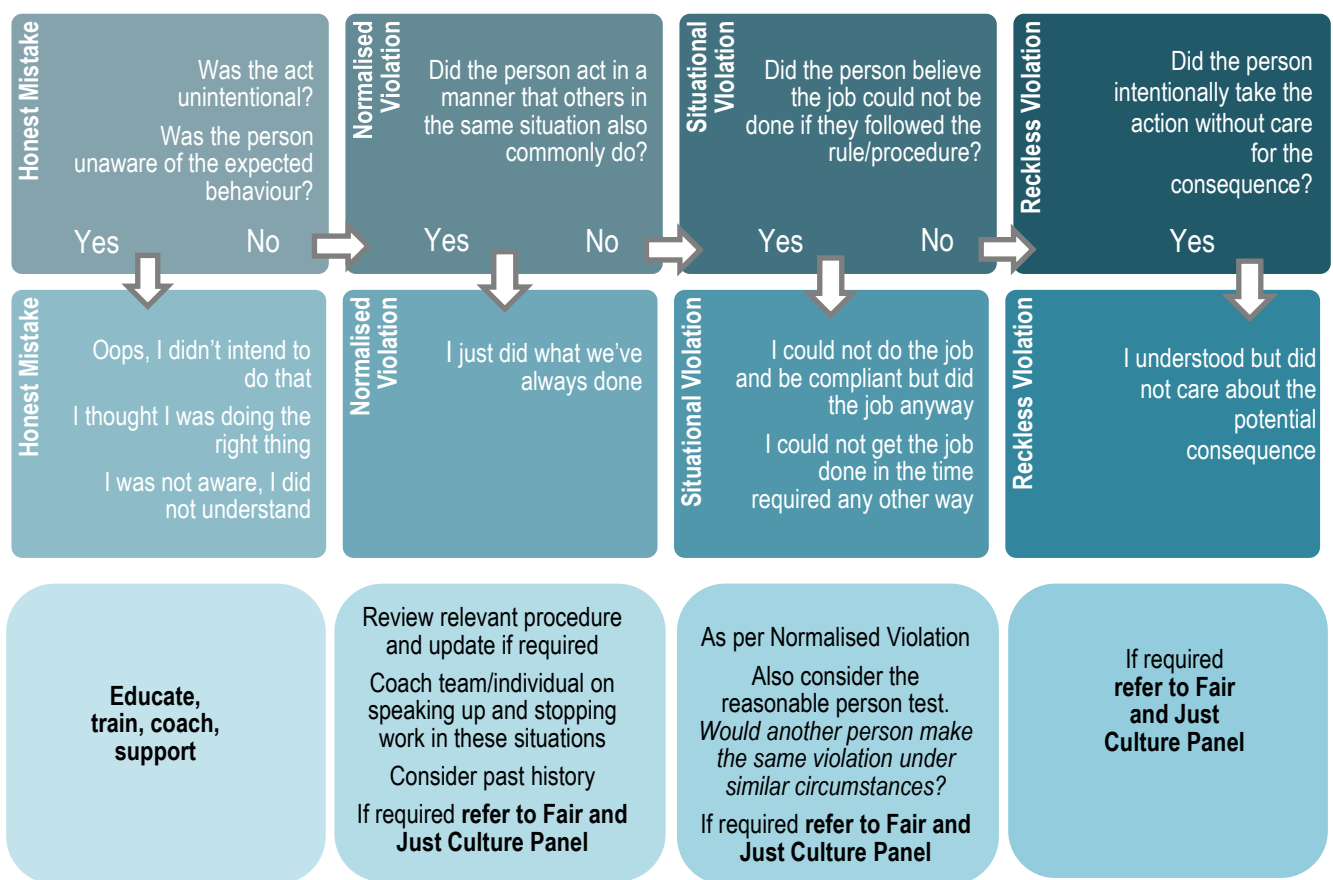 Honest Mistake
Was the act
unintentional?
Was the person
unaware of the expected
behaviour?
Yes
No
Normalised
Violation
Did the person act in a
manner that others in
the same situation also
commonly do?
Yes
No
Situational
VIolation
Did the person believe
the job could not be
done if they followed the
rule/procedure?
Yes
No
Reckless VIolation
Did the person
intentionally take the
action without care
for the
consequence?
Yes
Honest Mistake
Oops, I didn’t intend to
do that
I thought I was doing the
right thing
I was not aware, I did
not understand
Normalised
Violation
I just did what we’ve
always done
Situational VIolation
I could not do the job
and be compliant but did
the job anyway
I could not get the job
done in the time
required any other way
Reckless VIolation
I understood but did
not care about the
potential
consequence
Educate,
train, coach,
support
Review relevant procedure
and update if required
Coach team/individual on
speaking up and stopping
work in these situations
Consider past history
If required refer to Fair and
Just Culture Panel
As per Normalised Violation
Also consider the
reasonable person test.
Would another person make
the same violation under
similar circumstances?
If required refer to Fair and
Just Culture Panel
If required
refer to Fair
and Just
Culture Panel